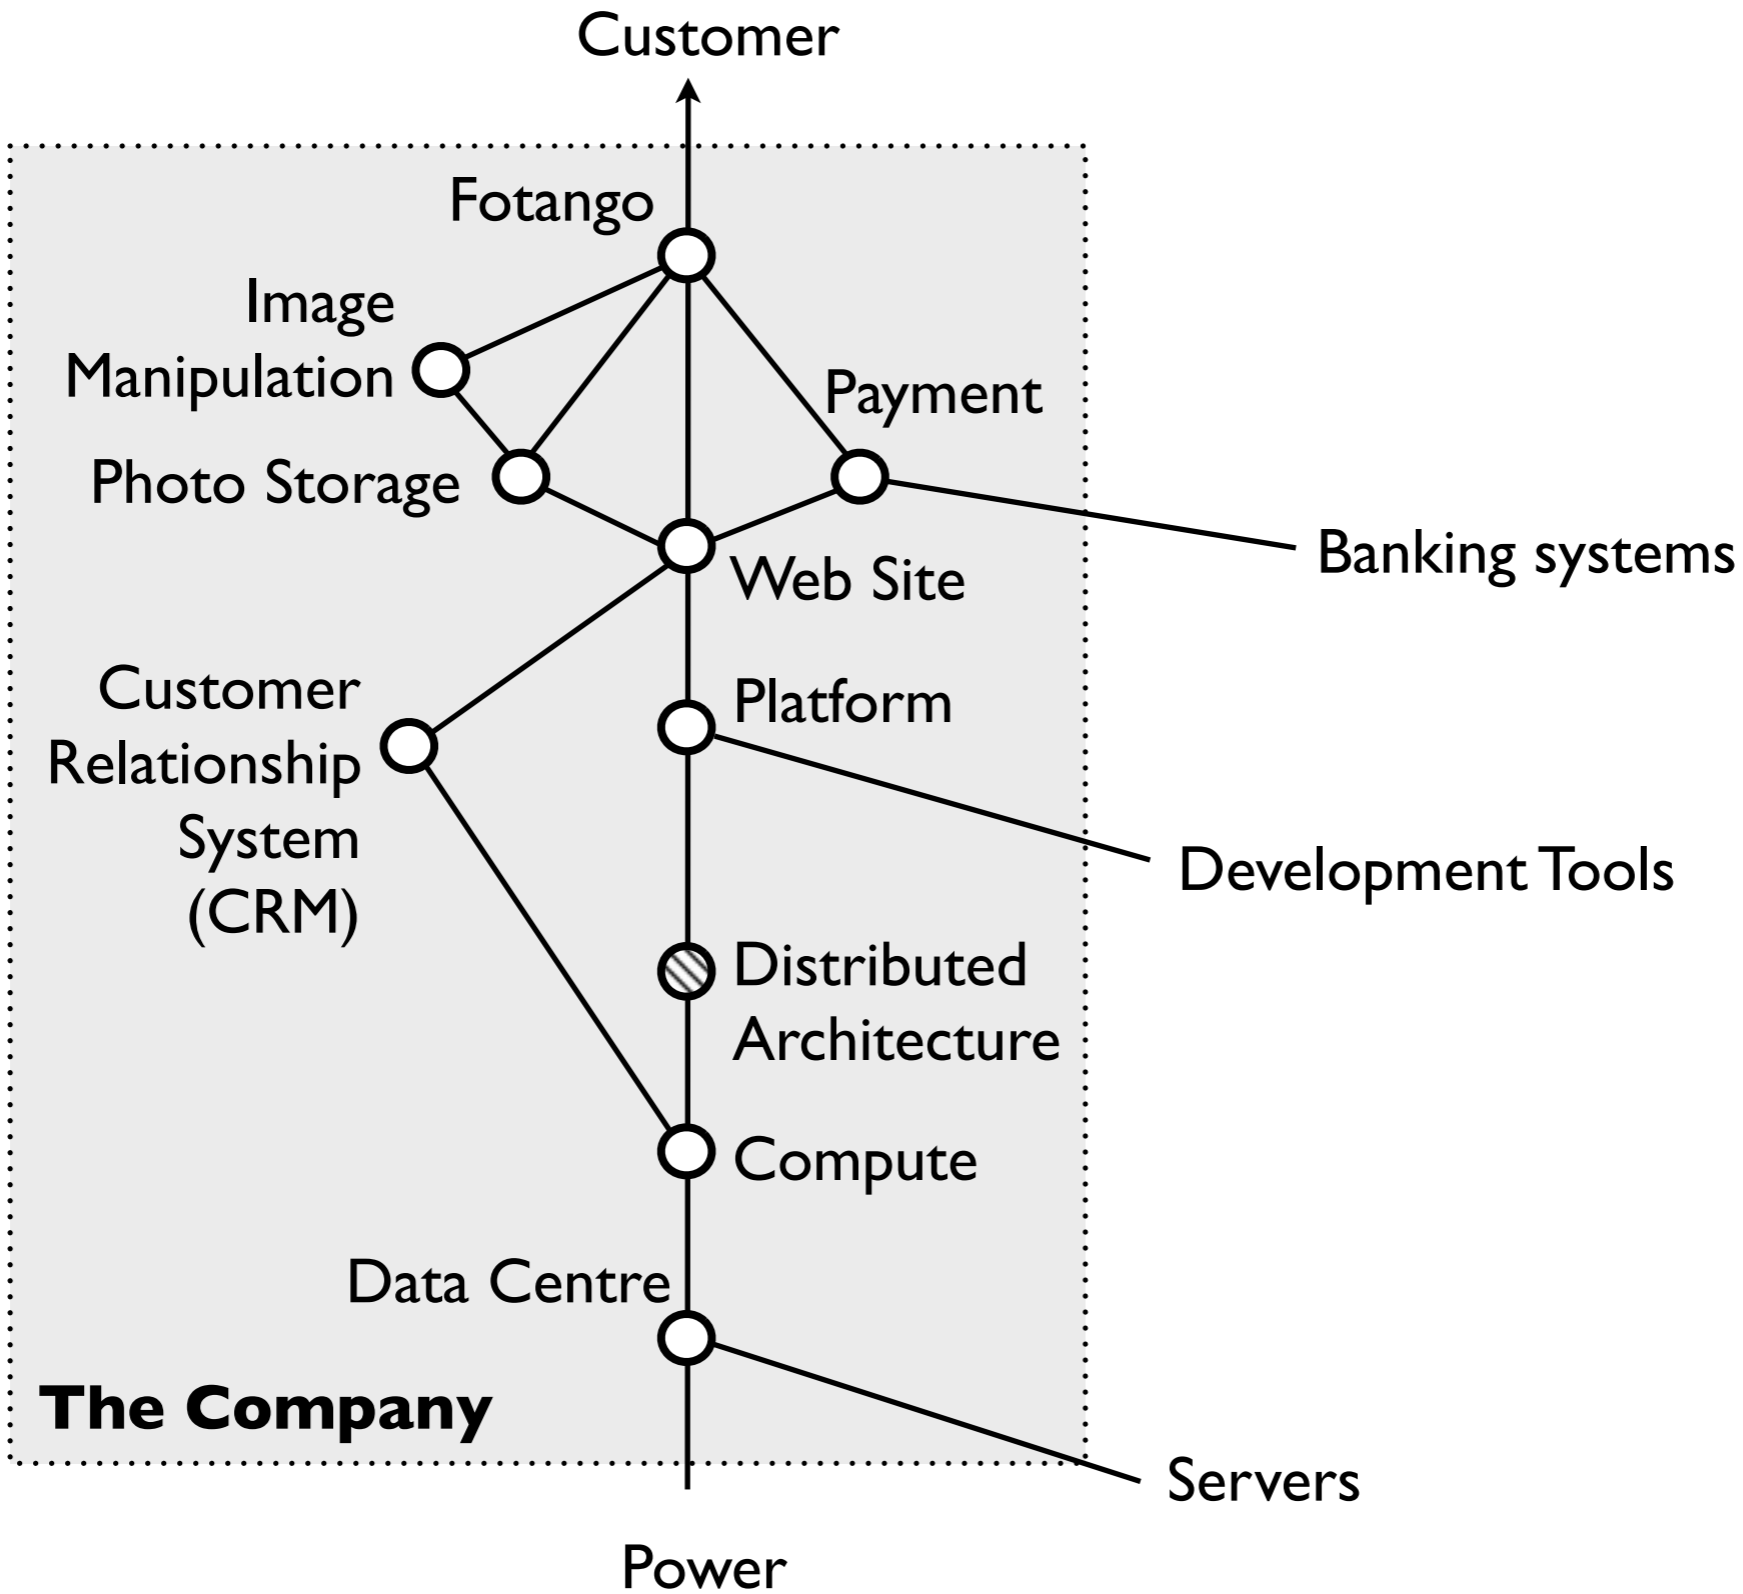 Customer
Fotango
Image
Manipulation
Payment
Photo Storage
Banking systems
Web Site
Customer
Relationship
System
(CRM)
Platform
Development Tools
Distributed
Architecture
Compute
Data Centre
The Company
Servers
Power